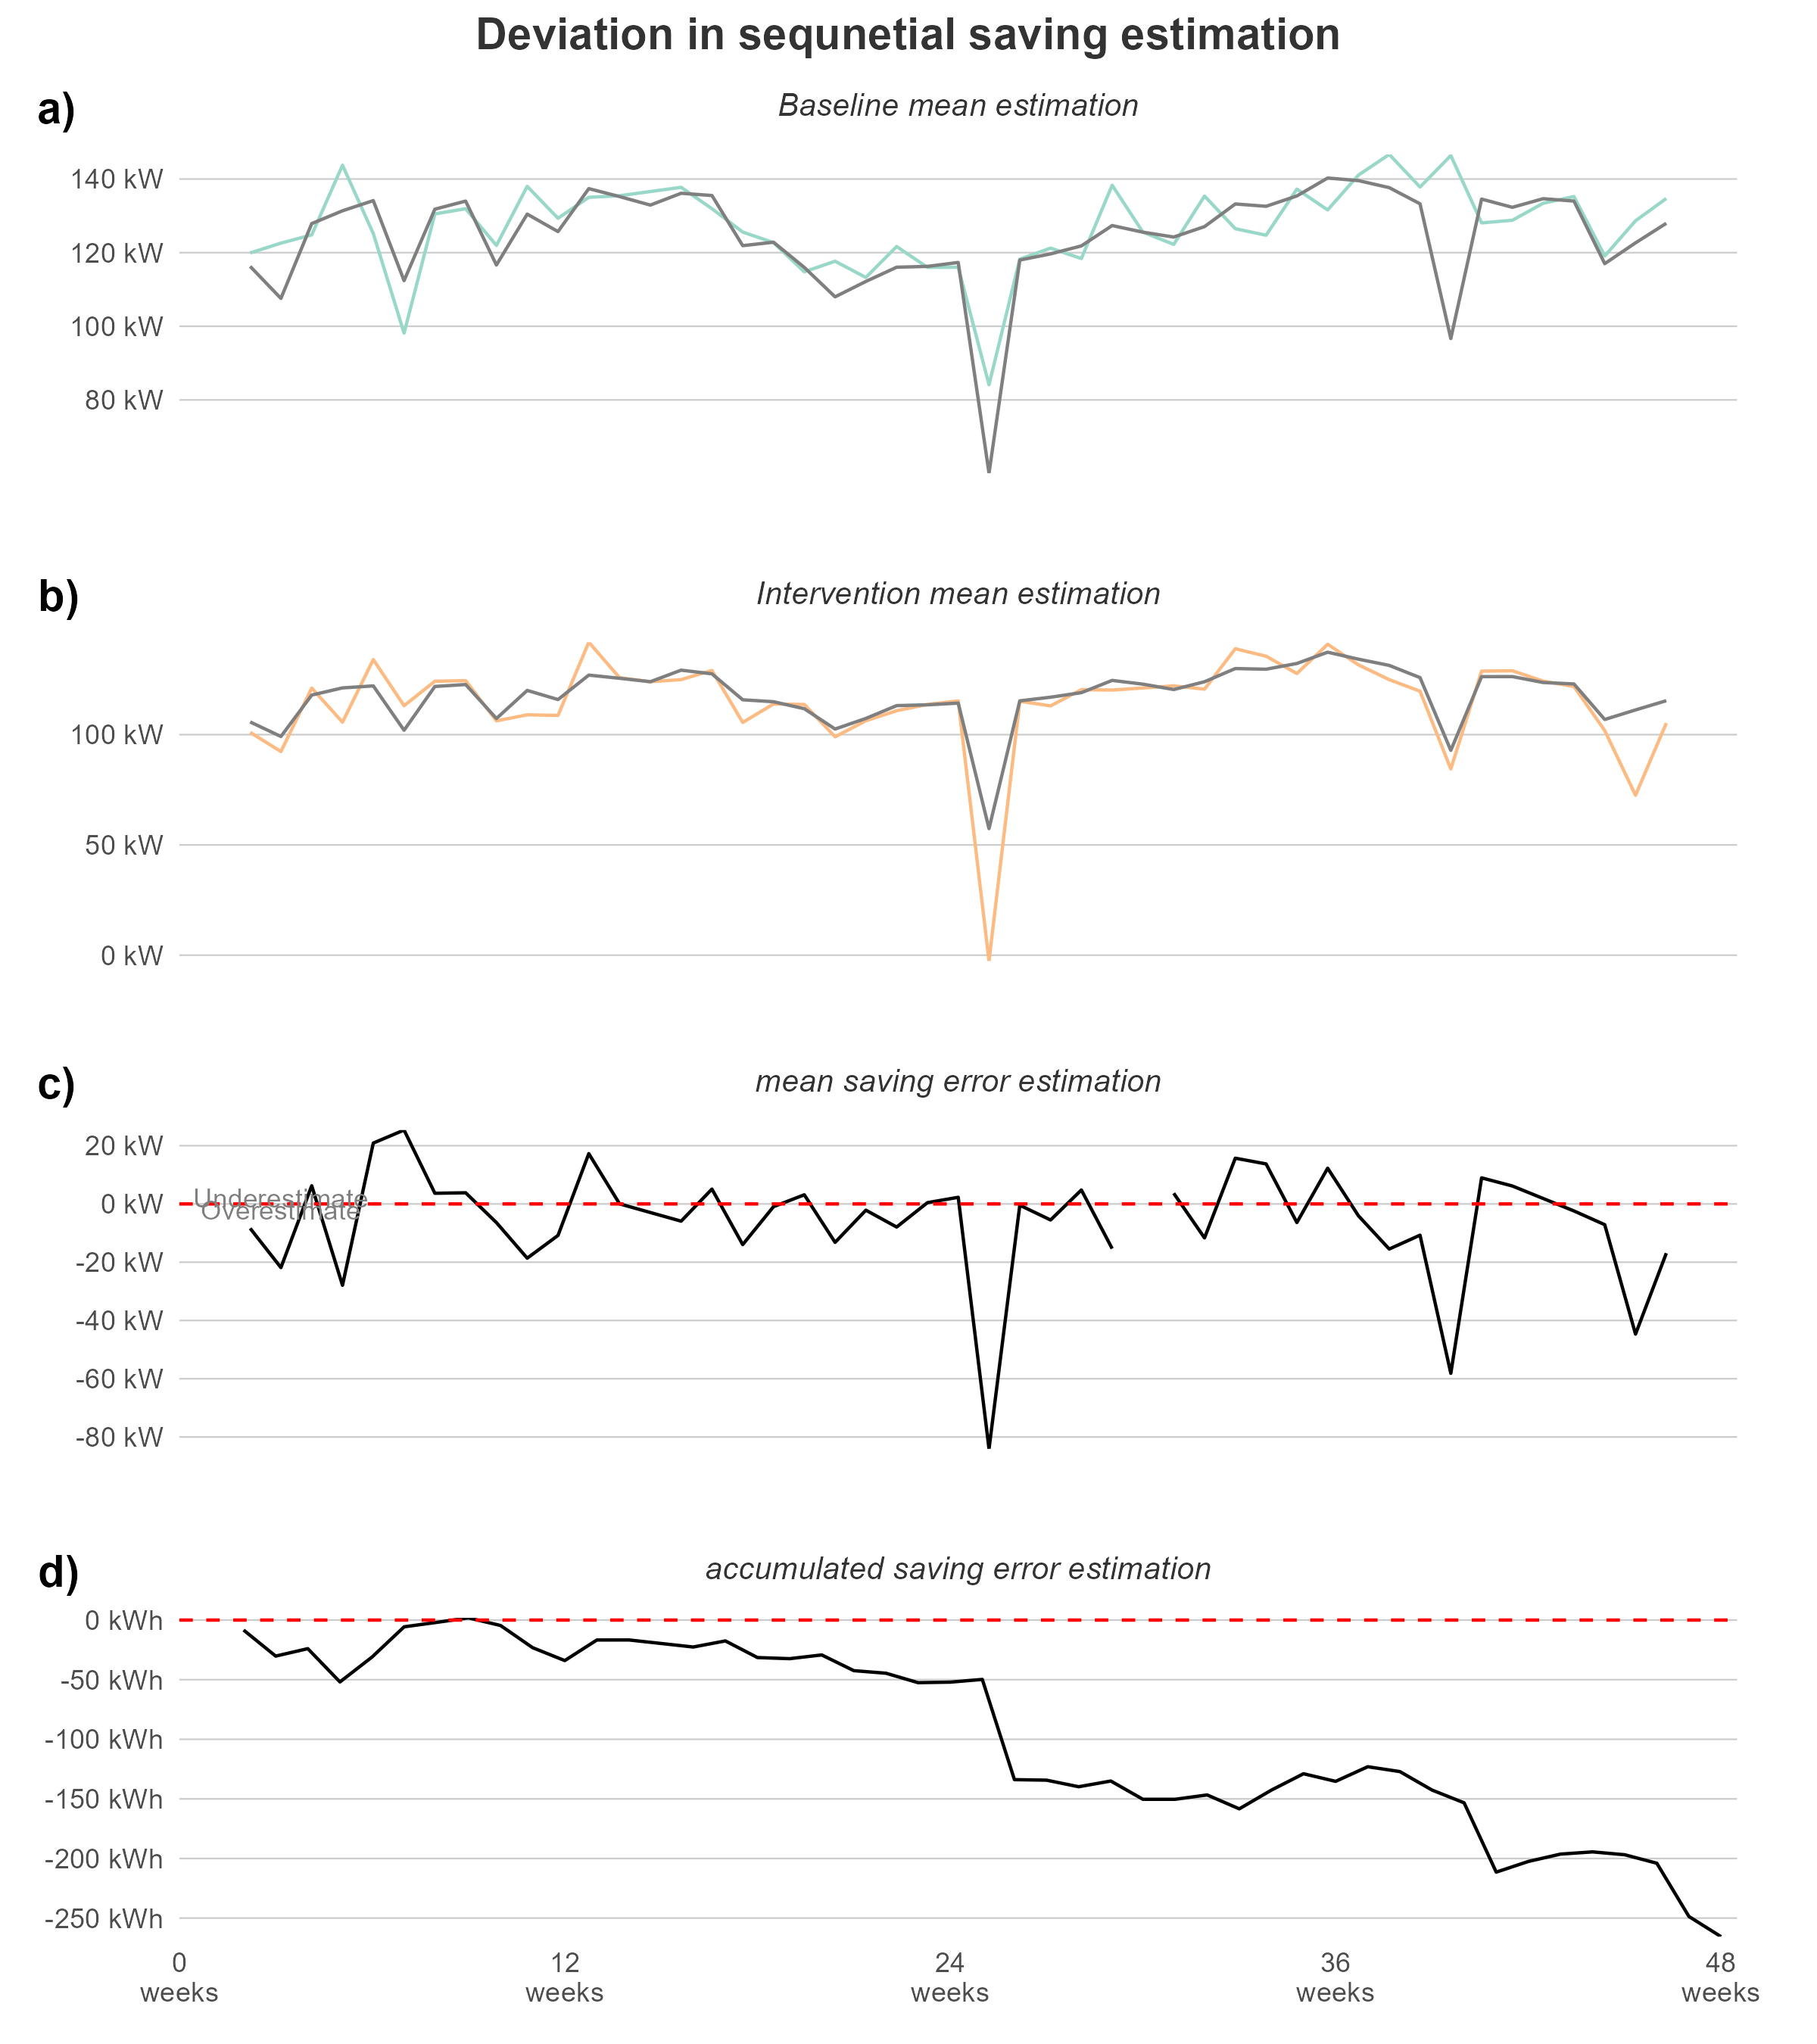 Deviation in sequnetial saving estimation
a)
Baseline mean estimation
140 kW
120 kW
100 kW
80 kW
b)
Intervention mean estimation
100 kW
50 kW
0 kW
c)
mean saving error estimation
20 kW
0 kW
Underestimate
Overestimate
-20 kW
-40 kW
-60 kW
-80 kW
d)
accumulated saving error estimation
0 kWh
-50 kWh
-100 kWh
-150 kWh
-200 kWh
-250 kWh
0 12 24 36 48
weeks weeks weeks weeks weeks